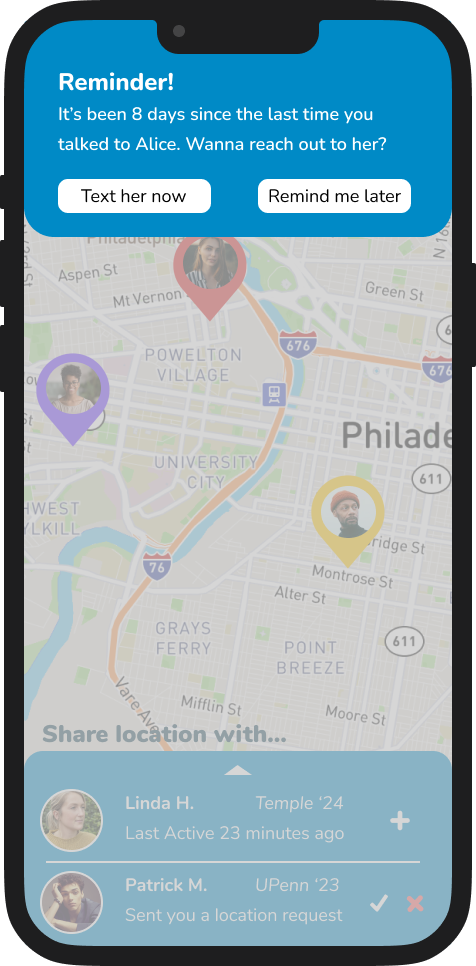 Reminder!
It's been 8 days since the last time you
talked to Alice. Wanna reach out to her?
Text her now
Remind me later
Philadelphia
Aspen St
Mt Vernon
Green St
N 16
676
676
POWELTON
VILLAGE
Philade
UNIVERSITY
CITY
611
HWEST
YLKILL
ridge St
76
Montrose St
Alter St
GRAYS
FERRY
611
POINT
BREEZE
Vare Ave
Mifflin St
Moore St
Share location with...
Linda H.
Temple ‘24
Last Active 23 minutes ago
Patrick M.
UPenn ‘23
Sent you a location request